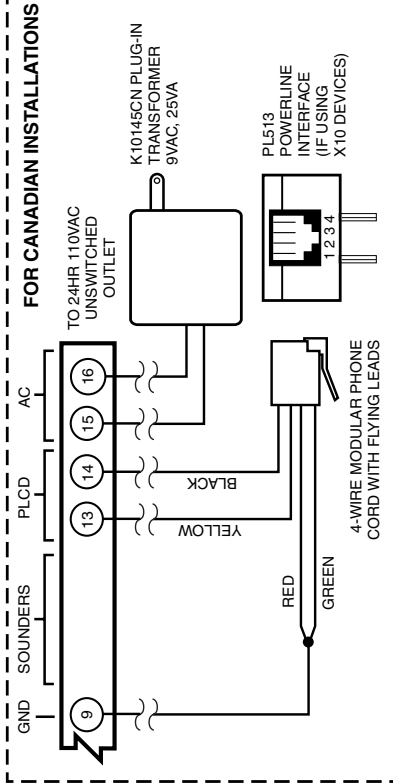 FOR CANADIAN INSTALLATIONS
GND
SOUNDERS
PLCD
AC
9
13
14
15
16
TO 24HR 110VAC
UNSWITCHED
OUTLET
K10145CN PLUG-IN
TRANSFORMER
9VAC, 25VA
YELLOW
BLACK
RED
GREEN
4-WIRE MODULAR PHONE
CORD WITH FLYING LEADS
PL513
POWERLINE
INTERFACE
(IF USING
X10 DEVICES)
1 2 3 4